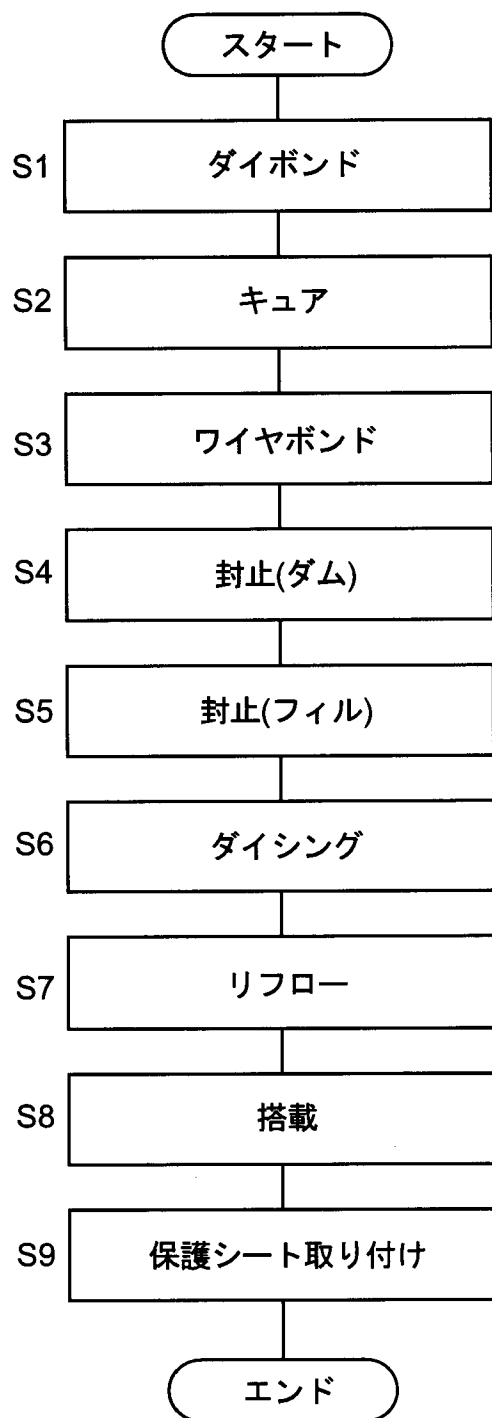 スタート
S1 ダイボンド
S2 キュア
S3 ワイヤボンド
S4 封止(ダム)
S5 封止(フィル)
S6 ダイシング
S7 リフロー
S8 搭載
S9 保護シート取り付け
エンド